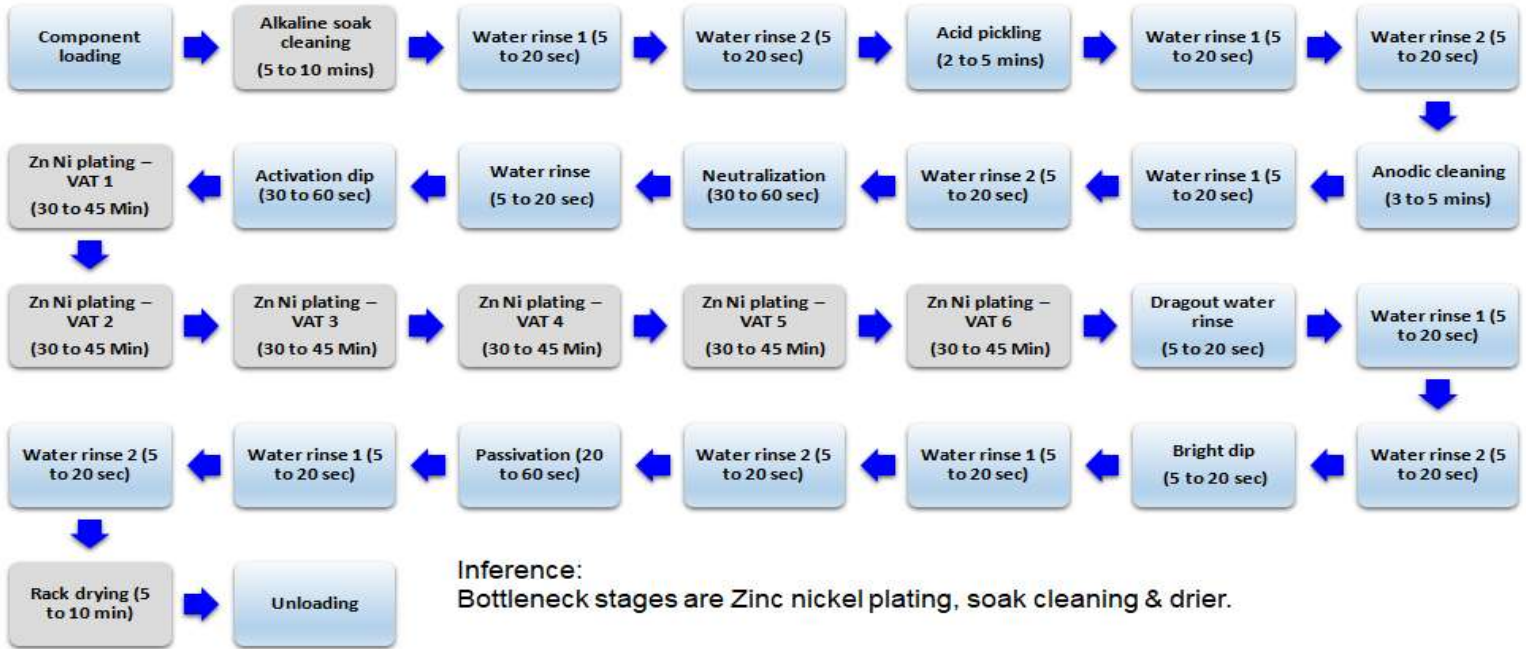 Component
loading
Alkaline soak
cleaning
(5 to 10 mins)
Water rinse 1 (5
to 20 sec)
Water rinse 2 (5
to 20 sec)
Acid pickling
(2 to 5 mins)
Water rinse 1 (5
to 20 sec)
Water rinse 2 (5
to 20 sec)
Anodic cleaning
(3 to 5 mins)
Water rinse 1 (5
to 20 sec)
Water rinse 2 (5
to 20 sec)
Neutralization
(30 to 60 sec)
Water rinse
(5 to 20 sec)
Activation dip
(30 to 60 sec)
Zn Ni plating –
VAT 1
(30 to 45 Min)
Zn Ni plating –
VAT 2
(30 to 45 Min)
Zn Ni plating –
VAT 3
(30 to 45 Min)
Zn Ni plating –
VAT 4
(30 to 45 Min)
Zn Ni plating –
VAT 5
(30 to 45 Min)
Zn Ni plating –
VAT 6
(30 to 45 Min)
Dragout water
rinse
(5 to 20 sec)
Water rinse 1 (5
to 20 sec)
Water rinse 2 (5
to 20 sec)
Bright dip
(5 to 20 sec)
Water rinse 1 (5
to 20 sec)
Water rinse 2 (5
to 20 sec)
Passivation (20
to 60 sec)
Water rinse 1 (5
to 20 sec)
Water rinse 2 (5
to 20 sec)
Rack drying (5
to 10 min)
Unloading
Inference:
Bottleneck stages are Zinc nickel plating, soak cleaning & drier.